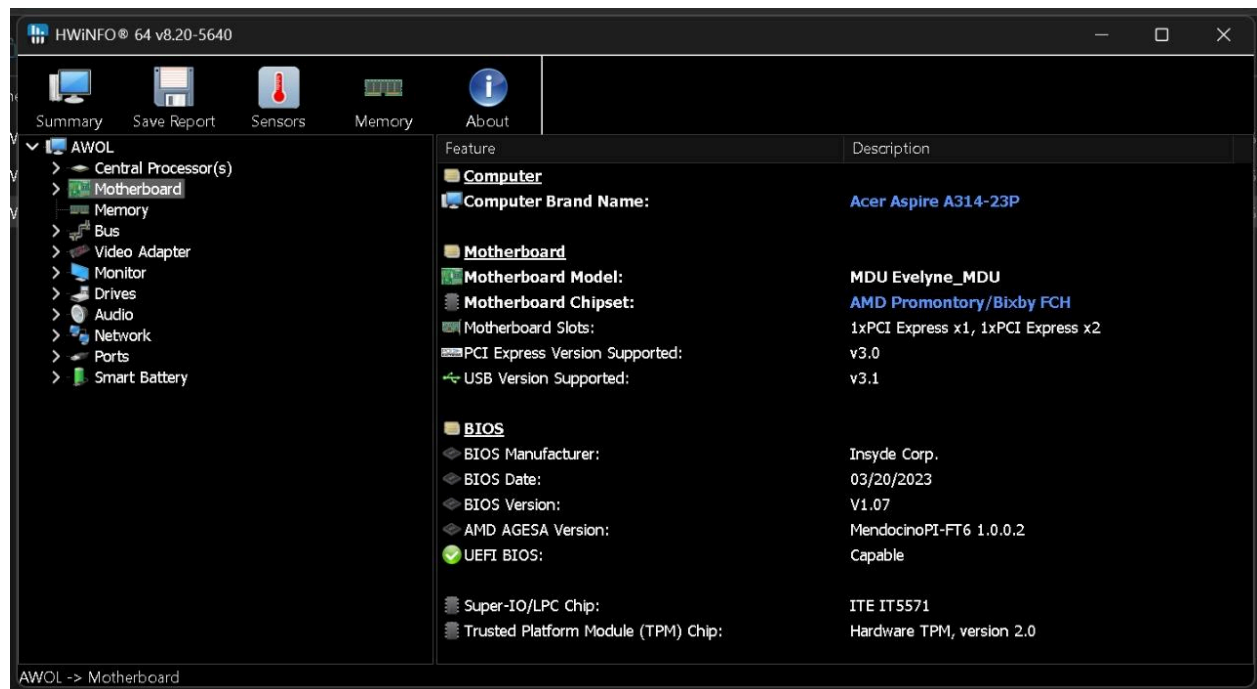 HWiNFO® 64 v8.20-5640
Summary Save Report Sensors Memory About
AWOL
Central Processor(s)
Motherboard
Memory
Bus
Video Adapter
Monitor
Drives
Audio
Network
Ports
Smart Battery
Feature Description
Computer
Computer Brand Name: Acer Aspire A314-23P
Motherboard
Motherboard Model: MDU Evelyne_MDU
Motherboard Chipset: AMD Promontory/Bixby FCH
Motherboard Slots: 1xPCI Express x1, 1xPCI Express x2
PCI Express Version Supported: v3.0
USB Version Supported: v3.1
BIOS
BIOS Manufacturer: Insyde Corp.
BIOS Date: 03/20/2023
BIOS Version: V1.07
AMD AGESA Version: MendocinoPI-FT6 1.0.0.2
UEFI BIOS: Capable
Super-IO/LPC Chip: ITE IT5571
Trusted Platform Module (TPM) Chip: Hardware TPM, version 2.0
AWOL -> Motherboard